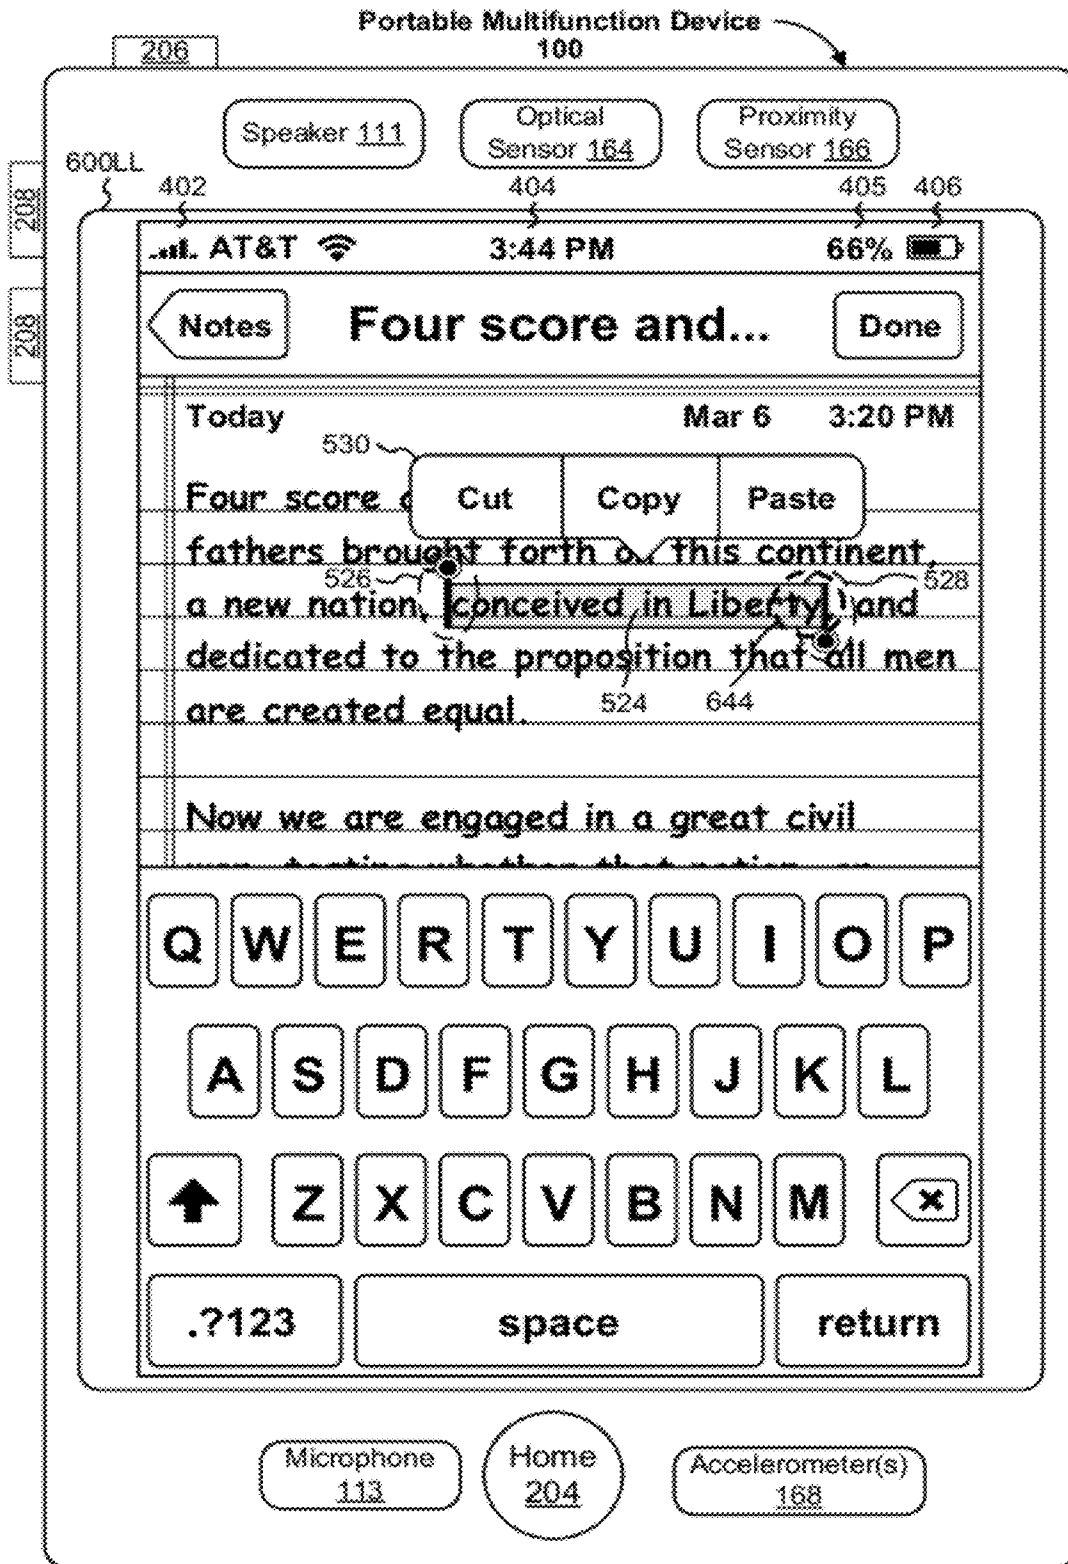 Portable Multifunction Device
100
206
Speaker 111
Optical
Sensor 164
Proximity
Sensor 166
600LL
402
404
405
406
208
208
AT&T 3:44 PM 66%
Notes Four score and... Done
Today Mar 6 3:20 PM
530
Cut Copy Paste
Four score
fathers brought forth this continent,
526 528
a new nation, conceived in Liberty, and
dedicated to the proposition that all men
524 644
are created equal.
Now we are engaged in a great civil
Q W E R T Y U I O P
A S D F G H J K L
Z X C V B N M
.?123 space return
Microphone
113
Home
204
Accelerometer(s)
168